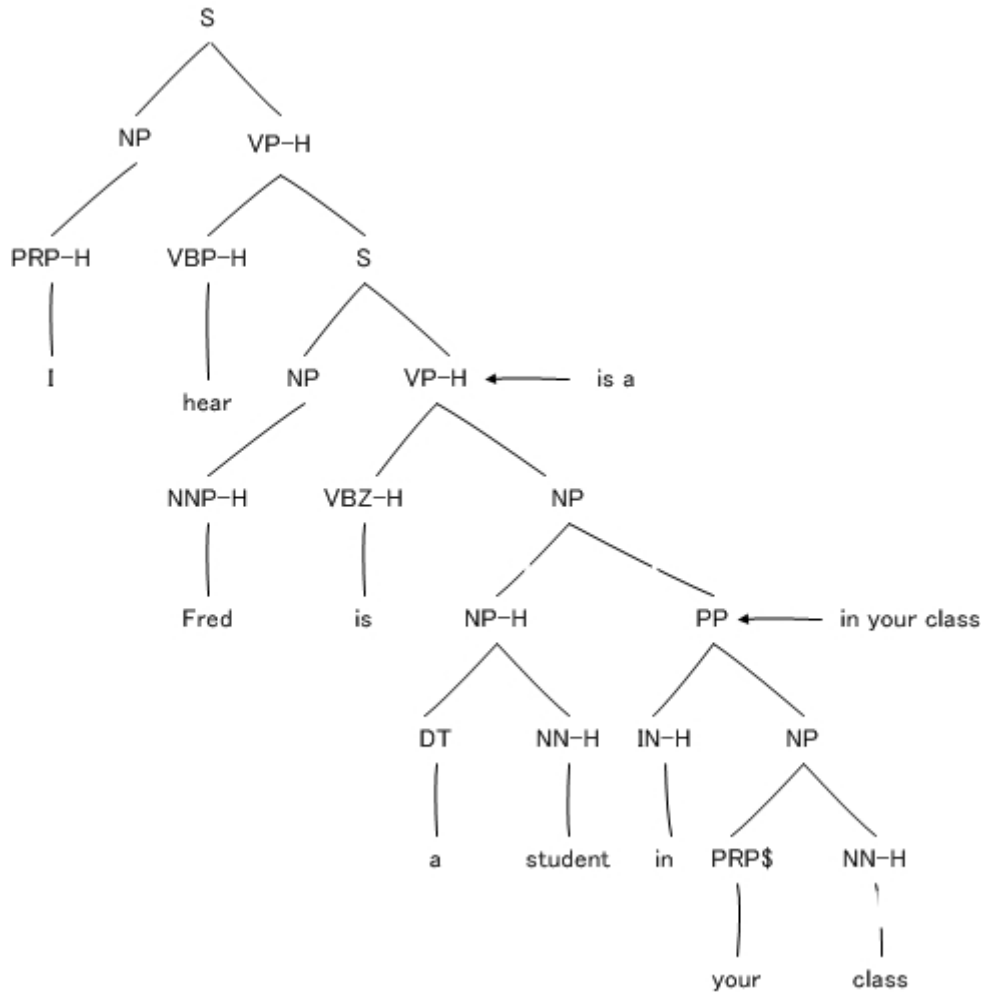 S
NP VP-H
PRP-H VBP-H S
I hear NP VP-H is a
NNP-H VBZ-H NP
Fred is NP-H PP in your class
DT NN-H IN-H NP
a student in PRP$ NN-H
your class